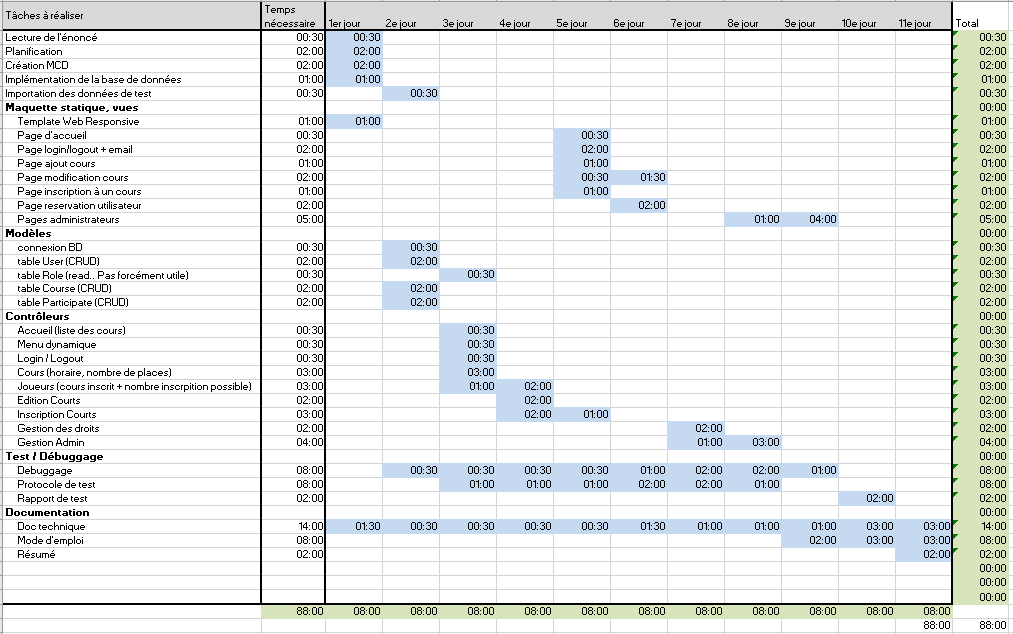 Tâches à réaliser Temps nécessaire 1er jour 2e jour 3e jour 4e jour 5e jour 6e jour 7e jour 8e jour 9e jour 10e jour 11e jour Total
Lecture de l'énoncé 00:30 00:30 00:30
Planification 02:00 02:00 02:00
Création MCD 02:00 02:00 02:00
Implémentation de la base de données 01:00 01:00 01:00
Importation des données de test 00:30 00:30 00:30
Maquette statique, vues 00:00
Template Web Responsive 01:00 01:00 01:00
Page d'accueil 00:30 00:30 00:30
Page login/logout + email 02:00 02:00 02:00
Page ajout cours 01:00 01:00 01:00
Page modification cours 02:00 00:30 01:30 02:00
Page inscription à un cours 01:00 01:00 01:00
Page reservation utilisateur 02:00 02:00 02:00
Pages administrateurs 05:00 01:00 04:00 05:00
Modèles 00:00
connexion BD 00:30 00:30 00:30
table User (CRUD) 02:00 02:00 02:00
table Role (read.. Pas forcément utile) 00:30 00:30 00:30
table Course (CRUD) 02:00 02:00 02:00
table Participate (CRUD) 02:00 02:00 02:00
Contrôleurs 00:00
Accueil (liste des cours) 00:30 00:30 00:30
Menu dynamique 00:30 00:30 00:30
Login / Logout 00:30 00:30 00:30
Cours (horaire, nombre de places) 03:00 03:00 03:00
Joueurs (cours inscrit + nombre inscrpition possible) 03:00 01:00 02:00 03:00
Edition Courts 02:00 02:00 02:00
Inscription Courts 03:00 02:00 01:00 03:00
Gestion des droits 02:00 02:00 02:00
Gestion Admin 04:00 01:00 03:00 04:00
Test / Débuggage 00:00
Debuggage 08:00 00:30 00:30 00:30 00:30 01:00 02:00 02:00 01:00 08:00
Protocole de test 08:00 01:00 01:00 01:00 02:00 02:00 01:00 08:00
Rapport de test 02:00 02:00 02:00
Documentation 00:00
Doc technique 14:00 01:30 00:30 00:30 00:30 00:30 01:30 01:00 01:00 01:00 03:00 03:00 14:00
Mode d'emploi 08:00 02:00 03:00 03:00 08:00
Résumé 02:00 02:00 02:00
00:00
00:00
00:00
88:00 08:00 08:00 08:00 08:00 08:00 08:00 08:00 08:00 08:00 08:00 08:00
88:00 88:00